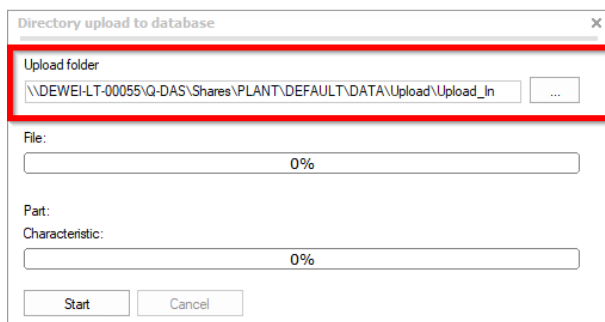 Directory upload to database
Upload folder
\\DEWEI-LT-00055\Q-DAS\Shares\PLANT\DEFAULT\DATA\Upload\Upload_In
...
File:
0%
Part:
Characteristic:
0%
Start Cancel